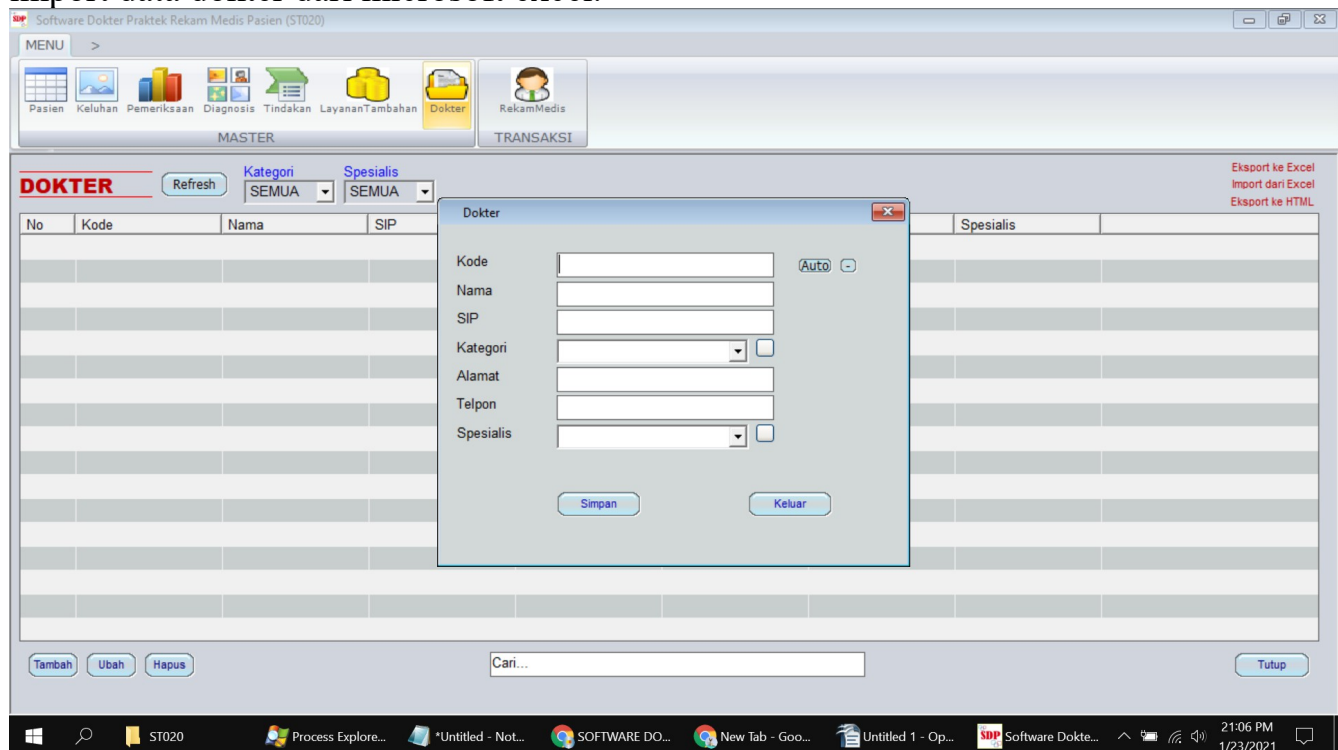 Software Dokter Praktek Rekam Medis Pasien (ST020)
MENU >
Pasien Keluhan Pemeriksaan Diagnosis Tindakan LayananTambahan Dokter RekamMedis
MASTER TRANSAKSI
DOKTER Refresh
Kategori Spesialis
SEMUA SEMUA
Eksport ke Excel
Import dari Excel
Eksport ke HTML
No Kode Nama SIP Spesialis
Dokter
Kode Auto -
Nama
SIP
Kategori
Alamat
Telpon
Spesialis
Simpan Keluar
Tambah Ubah Hapus Cari... Tutup
ST020 Process Explore... *Untitled - Not... SOFTWARE DO... New Tab - Goo... Untitled 1 - Op... SDP Software Dokte... 21:06 PM
1/23/2021